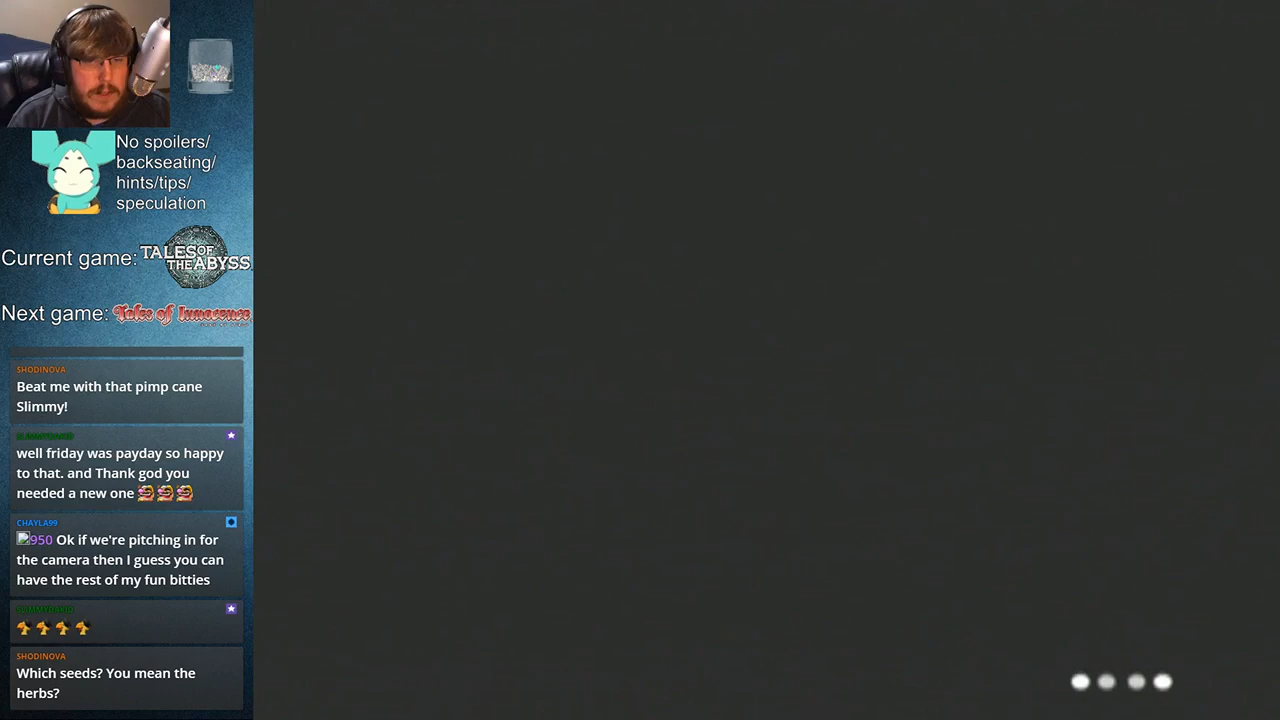 No spoilers/
backseating/
hints/tips/
speculation
Current game: TALES OF
THE ABYSS
Next game: Tales of Innocence
SHODINOVA
Beat me with that pimp cane
Slimmy!
well friday was payday so happy
to that. and Thank god you
needed a new one
CHAYLA99
950 Ok if we're pitching in for
the camera then I guess you can
have the rest of my fun bitties
SHODINOVA
Which seeds? You mean the
herbs?